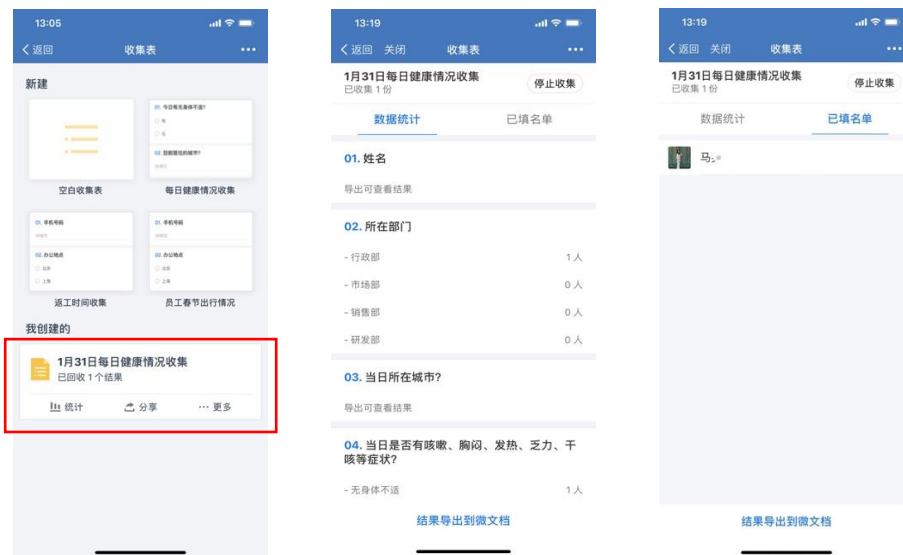 13:05
返回 收集表
新建
01. 今日有无身体不适?
有
无
02. 目前居住的城市?
空白收集表 每日健康情况收集
01. 手机号码
02. 办公地点
北京
上海
01. 手机号码
02. 办公地点
北京
上海
返工时间收集 员工春节出行情况
我创建的
1月31日每日健康情况收集
已回收 1 个结果
统计 分享 更多
13:19
返回 关闭 收集表
1月31日每日健康情况收集
已收集 1 份
停止收集
数据统计 已填名单
01. 姓名
导出可查看结果
02. 所在部门
- 行政部 1 人
- 市场部 0 人
- 销售部 0 人
- 研发部 0 人
03. 当日所在城市?
导出可查看结果
04. 当日是否有咳嗽、胸闷、发热、乏力、干
咳等症状?
- 无身体不适 1 人
结果导出到微文档
13:19
返回 关闭 收集表
1月31日每日健康情况收集
已收集 1 份
停止收集
数据统计 已填名单
马
结果导出到微文档